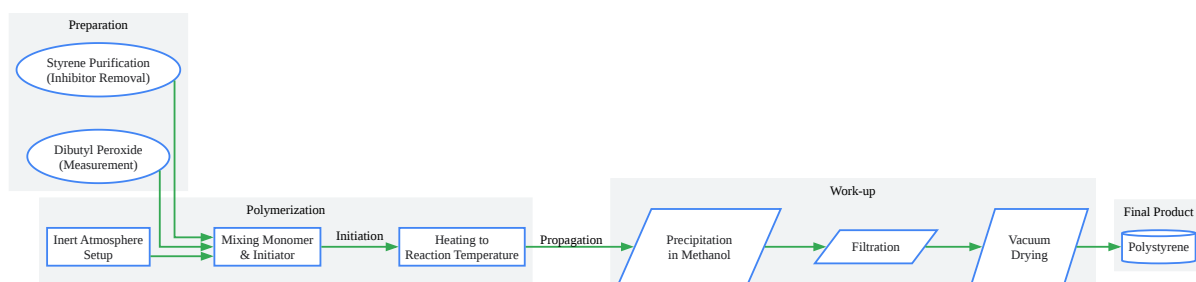 Preparation
Styrene Purification
(Inhibitor Removal)
Dibutyl Peroxide
(Measurement)
Polymerization
Inert Atmosphere
Setup
Mixing Monomer
& Initiator
Initiation
Heating to
Reaction Temperature
Propagation
Work-up
Precipitation
in Methanol
Filtration
Vacuum
Drying
Final Product
Polystyrene